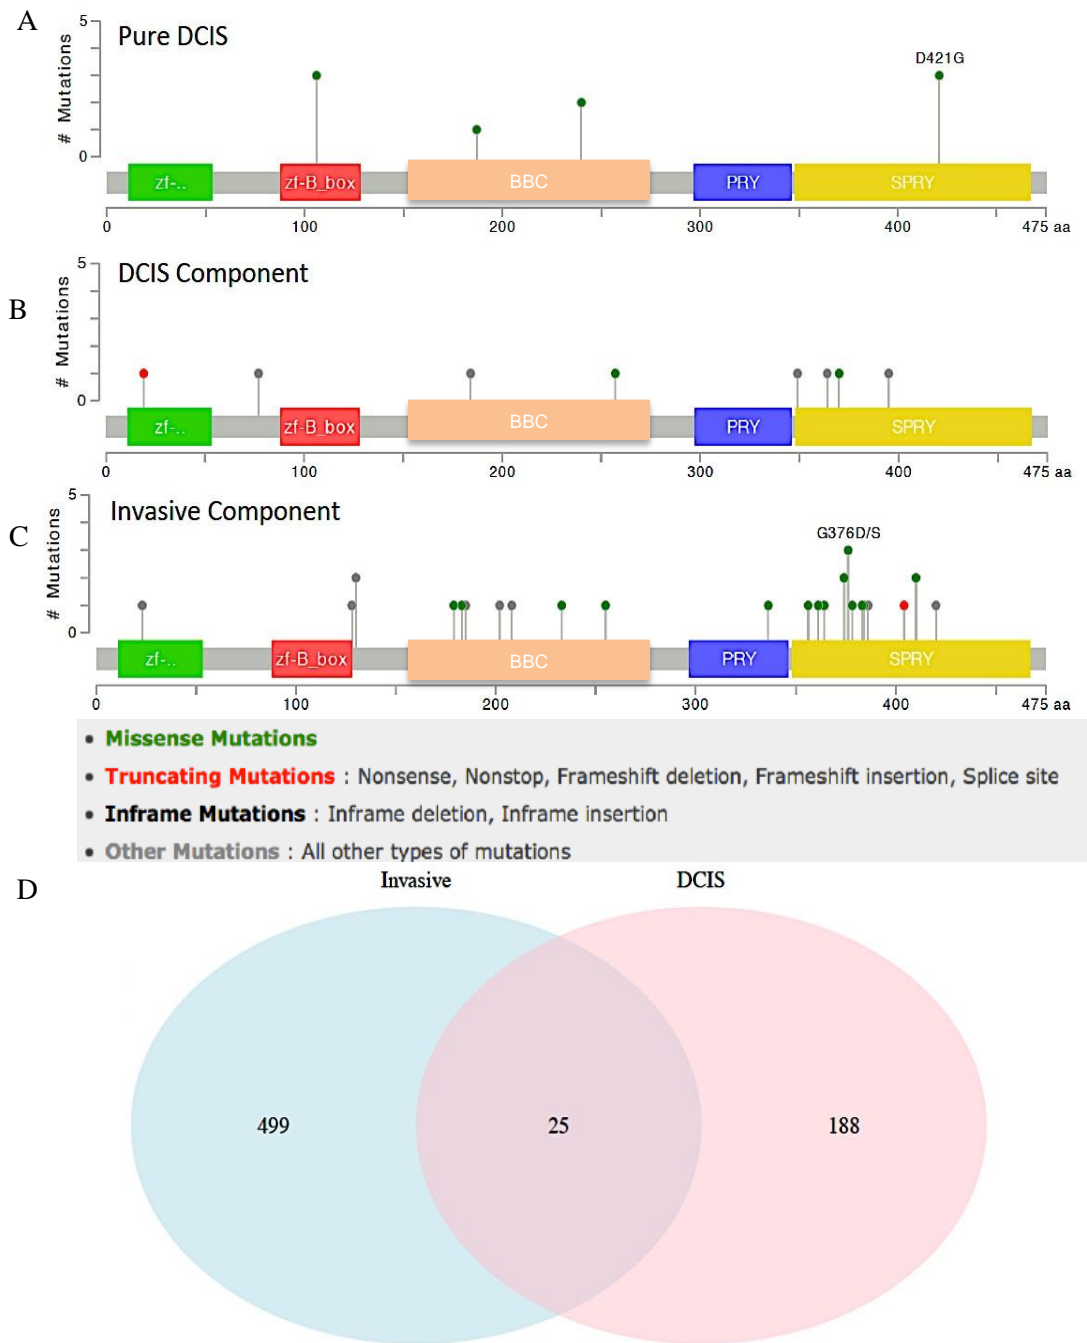 A
Pure DCIS
# Mutations
5
0
D421G
zf-..
zf-B_box
BBC
PRY
SPRY
0
100
200
300
400
475 aa
B
DCIS Component
# Mutations
5
0
zf-..
zf-B_box
BBC
PRY
SPRY
0
100
200
300
400
475 aa
C
Invasive Component
# Mutations
5
0
G376D/S
zf-..
zf-B_box
BBC
PRY
SPRY
0
100
200
300
400
475 aa
• Missense Mutations
• Truncating Mutations : Nonsense, Nonstop, Frameshift deletion, Frameshift insertion, Splice site
• Inframe Mutations : Inframe deletion, Inframe insertion
• Other Mutations : All other types of mutations
D
Invasive
DCIS
499
25
188